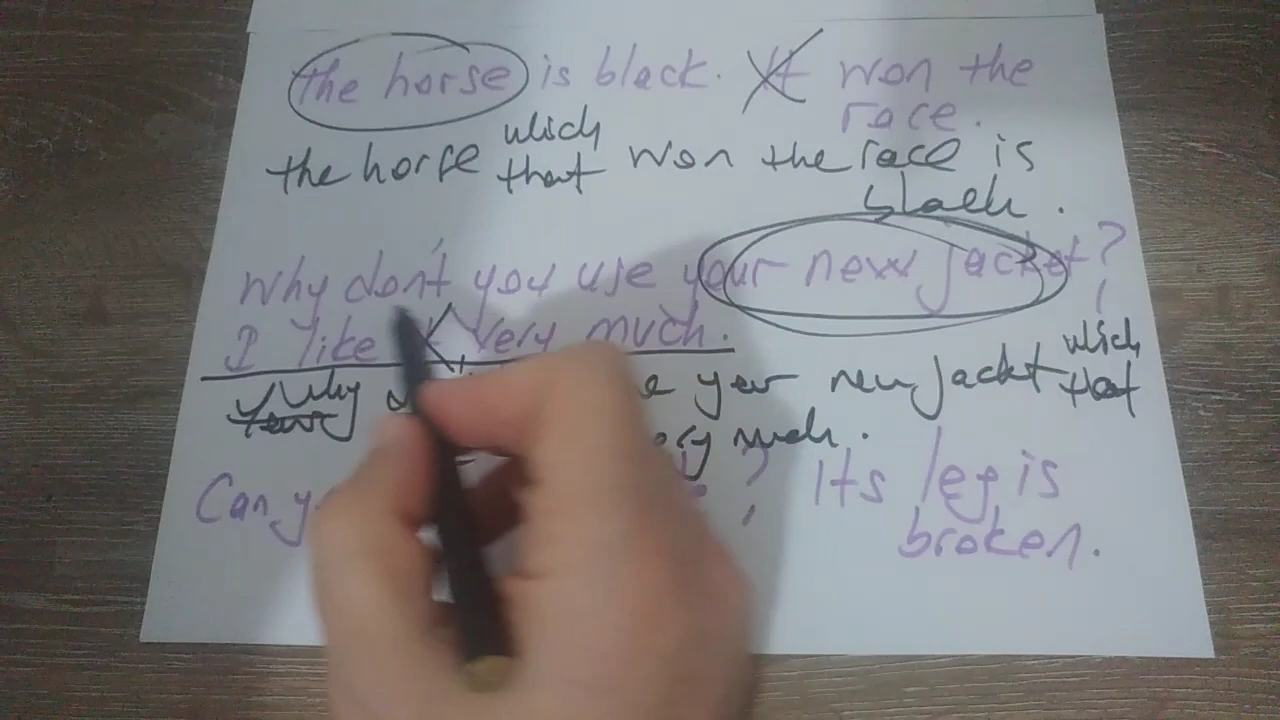 the horse is black. It won the
race.
the horse which that won the race is
black.
Why don't you use your new jacket?
I like very much.
Why your new jacket which that
much.
Can ? Its leg is
broken.